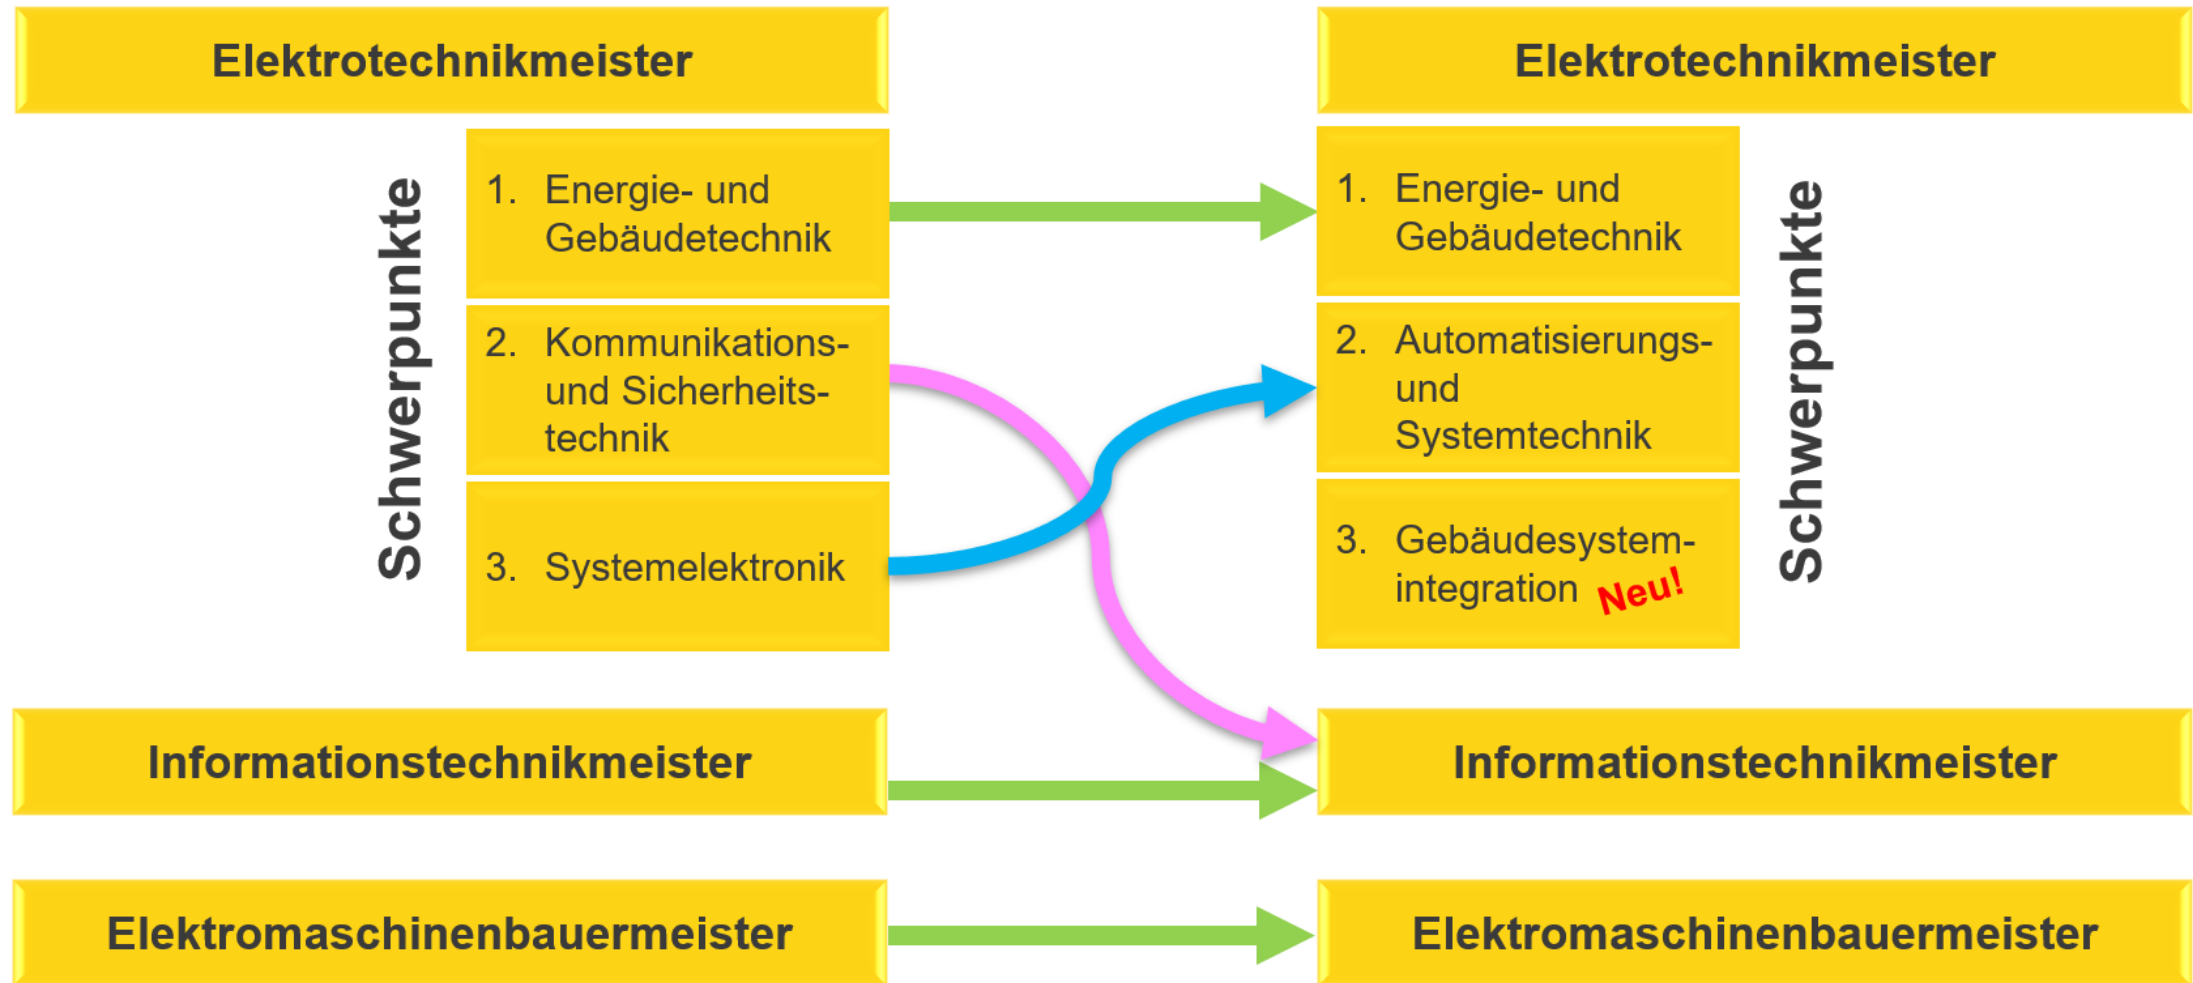 Elektrotechnikmeister
Schwerpunkte
1. Energie- und
Gebäudetechnik
2. Kommunikations-
und Sicherheits-
technik
3. Systemelektronik
Informationstechnikmeister
Elektromaschinenbauermeister
Elektrotechnikmeister
1. Energie- und
Gebäudetechnik
2. Automatisierungs-
und
Systemtechnik
3. Gebäudesystem-
integration Neu!
Schwerpunkte
Informationstechnikmeister
Elektromaschinenbauermeister